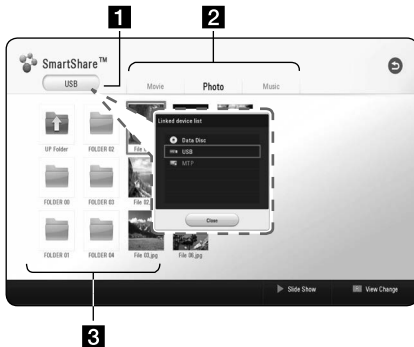 1
2
SmartShare™
USB
Movie
Photo
Music
Linked device list
Data Disc
USB
MTP
Close
UP Folder
FOLDER 02
FOLDER 00
FOLDER 03
File 02.jpg
FOLDER 01
FOLDER 04
File 03.jpg
File 06.jpg
Slide Show
View Change
3